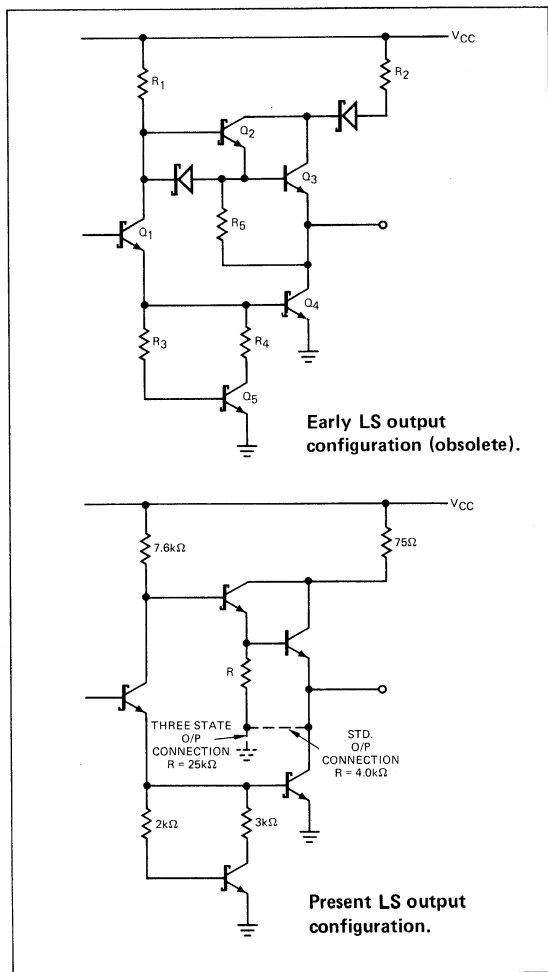 VCC
R1
R2
Q2
Q3
R5
Q1
Q4
R3
R4
Q5
Early LS output
configuration (obsolete).
VCC
7.6kΩ
75Ω
R
THREE STATE
O/P
CONNECTION
R = 25kΩ
STD.
O/P
CONNECTION
R = 4.0kΩ
2kΩ
3kΩ
Present LS output
configuration.